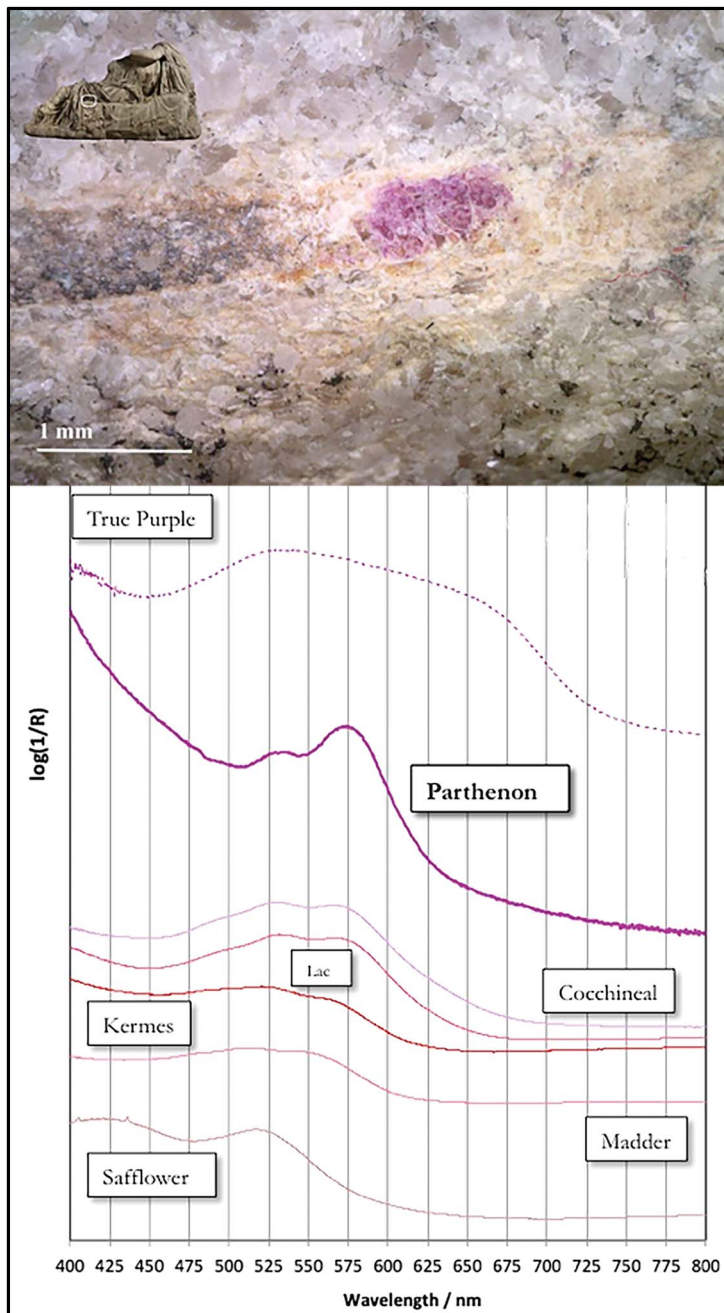 1 mm
True Purple
Parthenon
Lac
Cocchineal
Kermes
Madder
Safflower
log(1/R)
400 425 450 475 500 525 550 575 600 625 650 675 700 725 750 775 800
Wavelength / nm